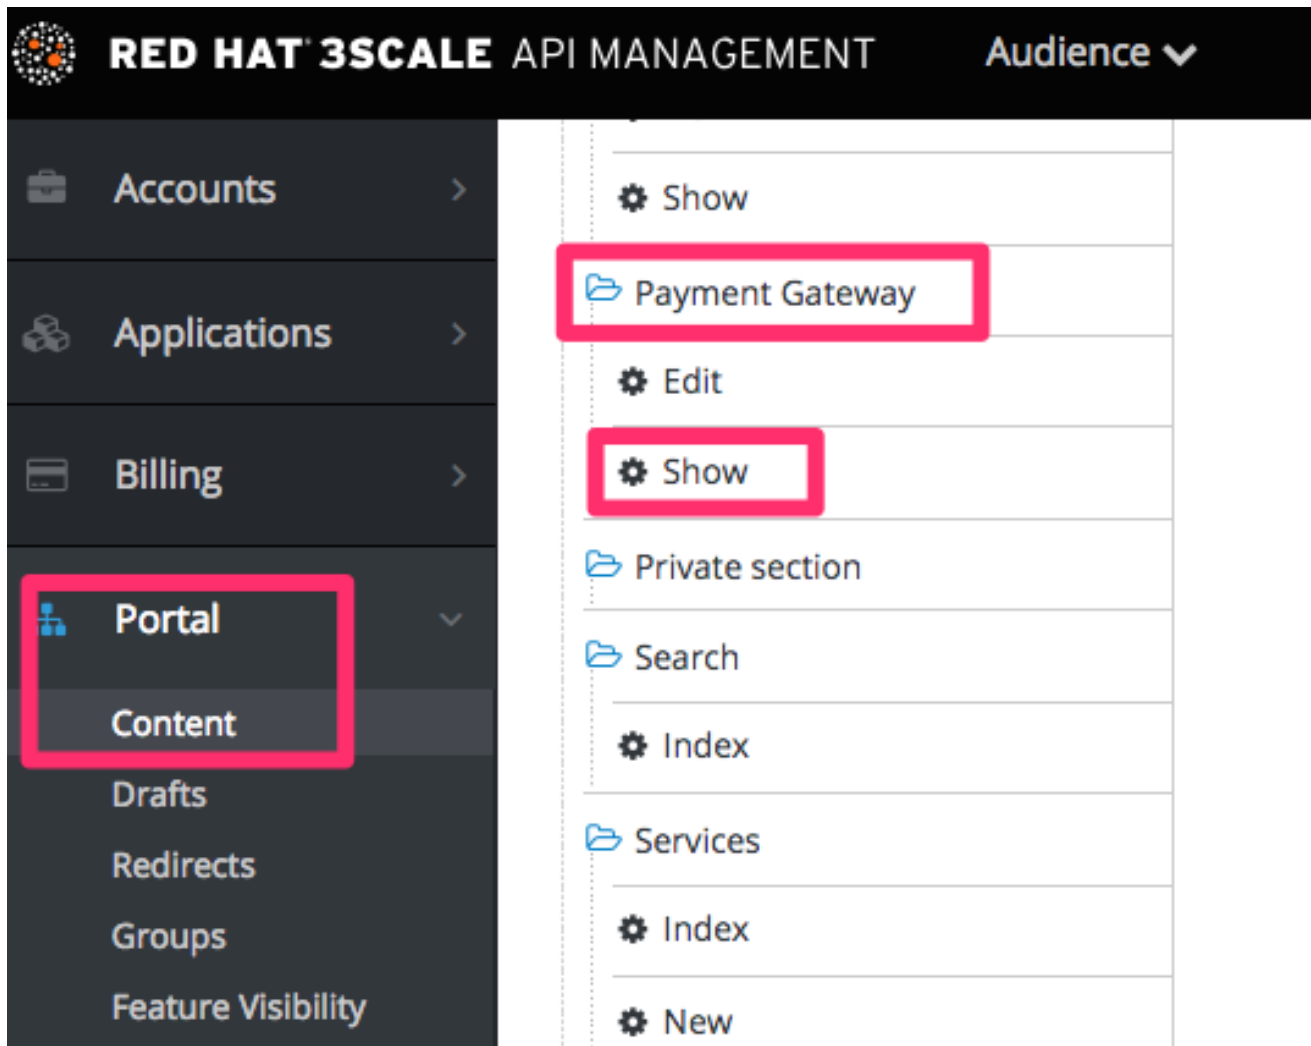 RED HAT® 3SCALE API MANAGEMENT
Audience
Accounts
Applications
Billing
Portal
Content
Drafts
Redirects
Groups
Feature Visibility
Show
Payment Gateway
Edit
Show
Private section
Search
Index
Services
Index
New